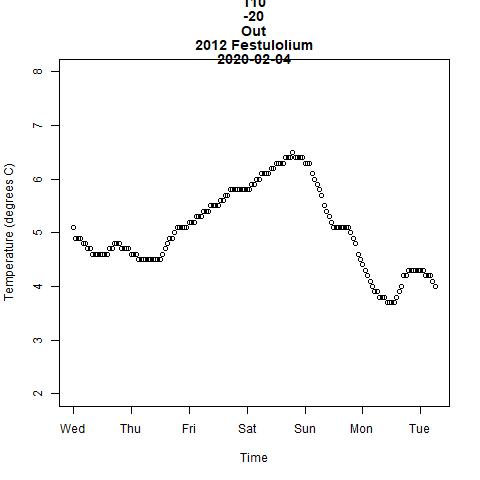 110
-20
Out
2012 Festulolium
2020-02-04
8
7
6
5
4
3
2
Temperature (degrees C)
Wed Thu Fri Sat Sun Mon Tue
Time